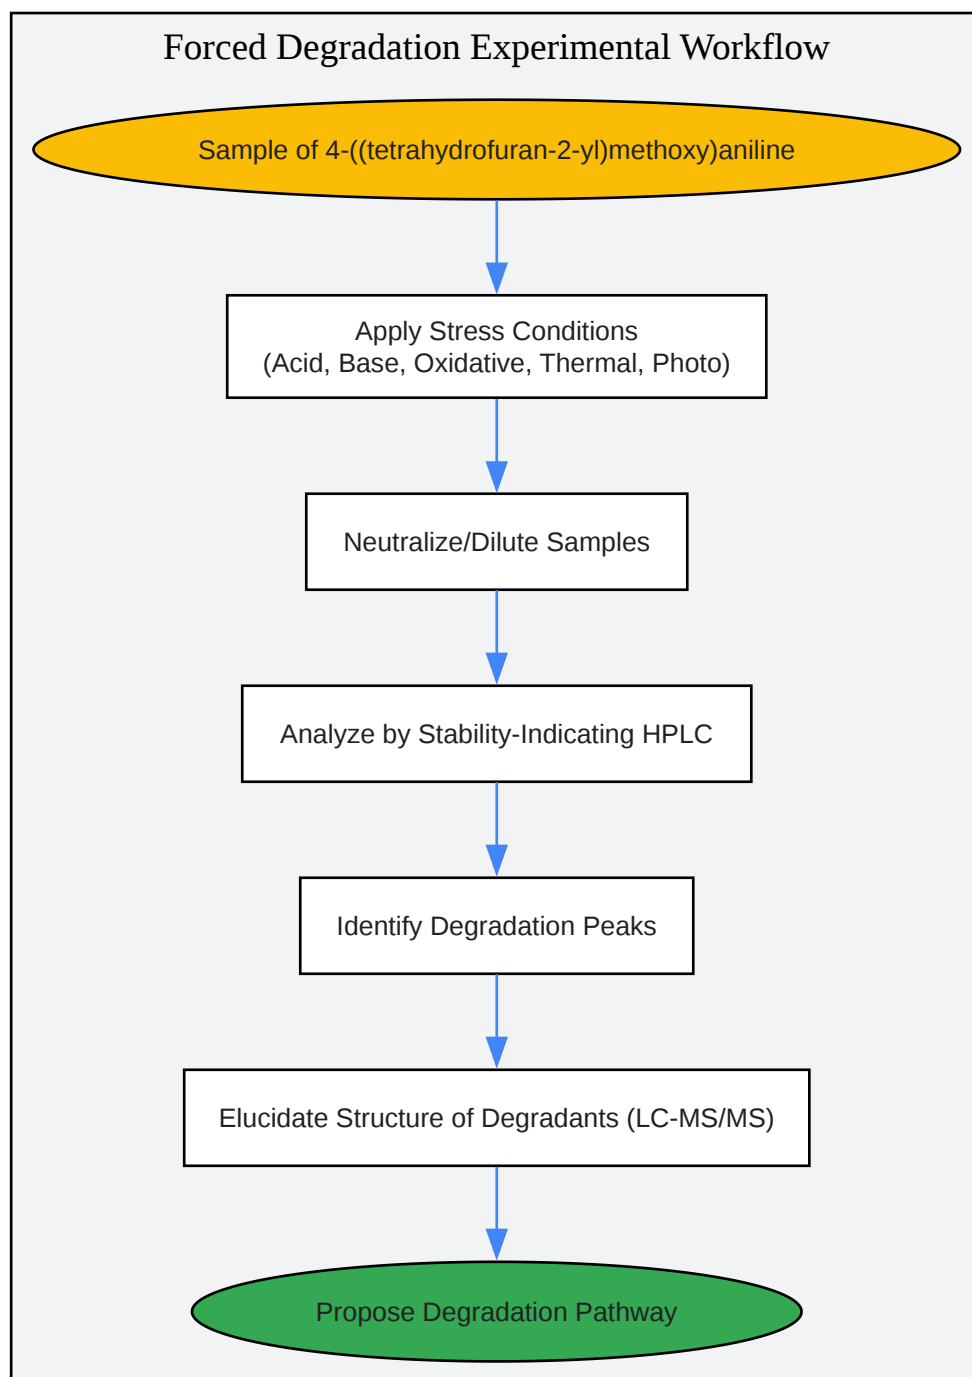 Forced Degradation Experimental Workflow
Sample of 4-((tetrahydrofuran-2-yl)methoxy)aniline
Apply Stress Conditions
(Acid, Base, Oxidative, Thermal, Photo)
Neutralize/Dilute Samples
Analyze by Stability-Indicating HPLC
Identify Degradation Peaks
Elucidate Structure of Degradants (LC-MS/MS)
Propose Degradation Pathway